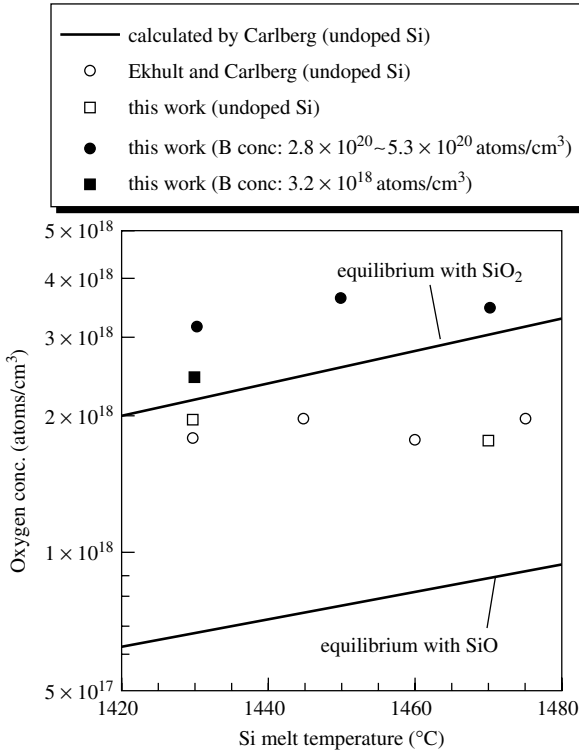 calculated by Carlberg (undoped Si)
Ekhult and Carlberg (undoped Si)
this work (undoped Si)
this work (B conc: 2.8 × 10²⁰~5.3 × 10²⁰ atoms/cm³)
this work (B conc: 3.2 × 10¹⁸ atoms/cm³)
5 × 10¹⁸
4 × 10¹⁸
3 × 10¹⁸
2 × 10¹⁸
1 × 10¹⁸
5 × 10¹⁷
Oxygen conc. (atoms/cm³)
equilibrium with SiO₂
equilibrium with SiO
1420 1440 1460 1480
Si melt temperature (°C)